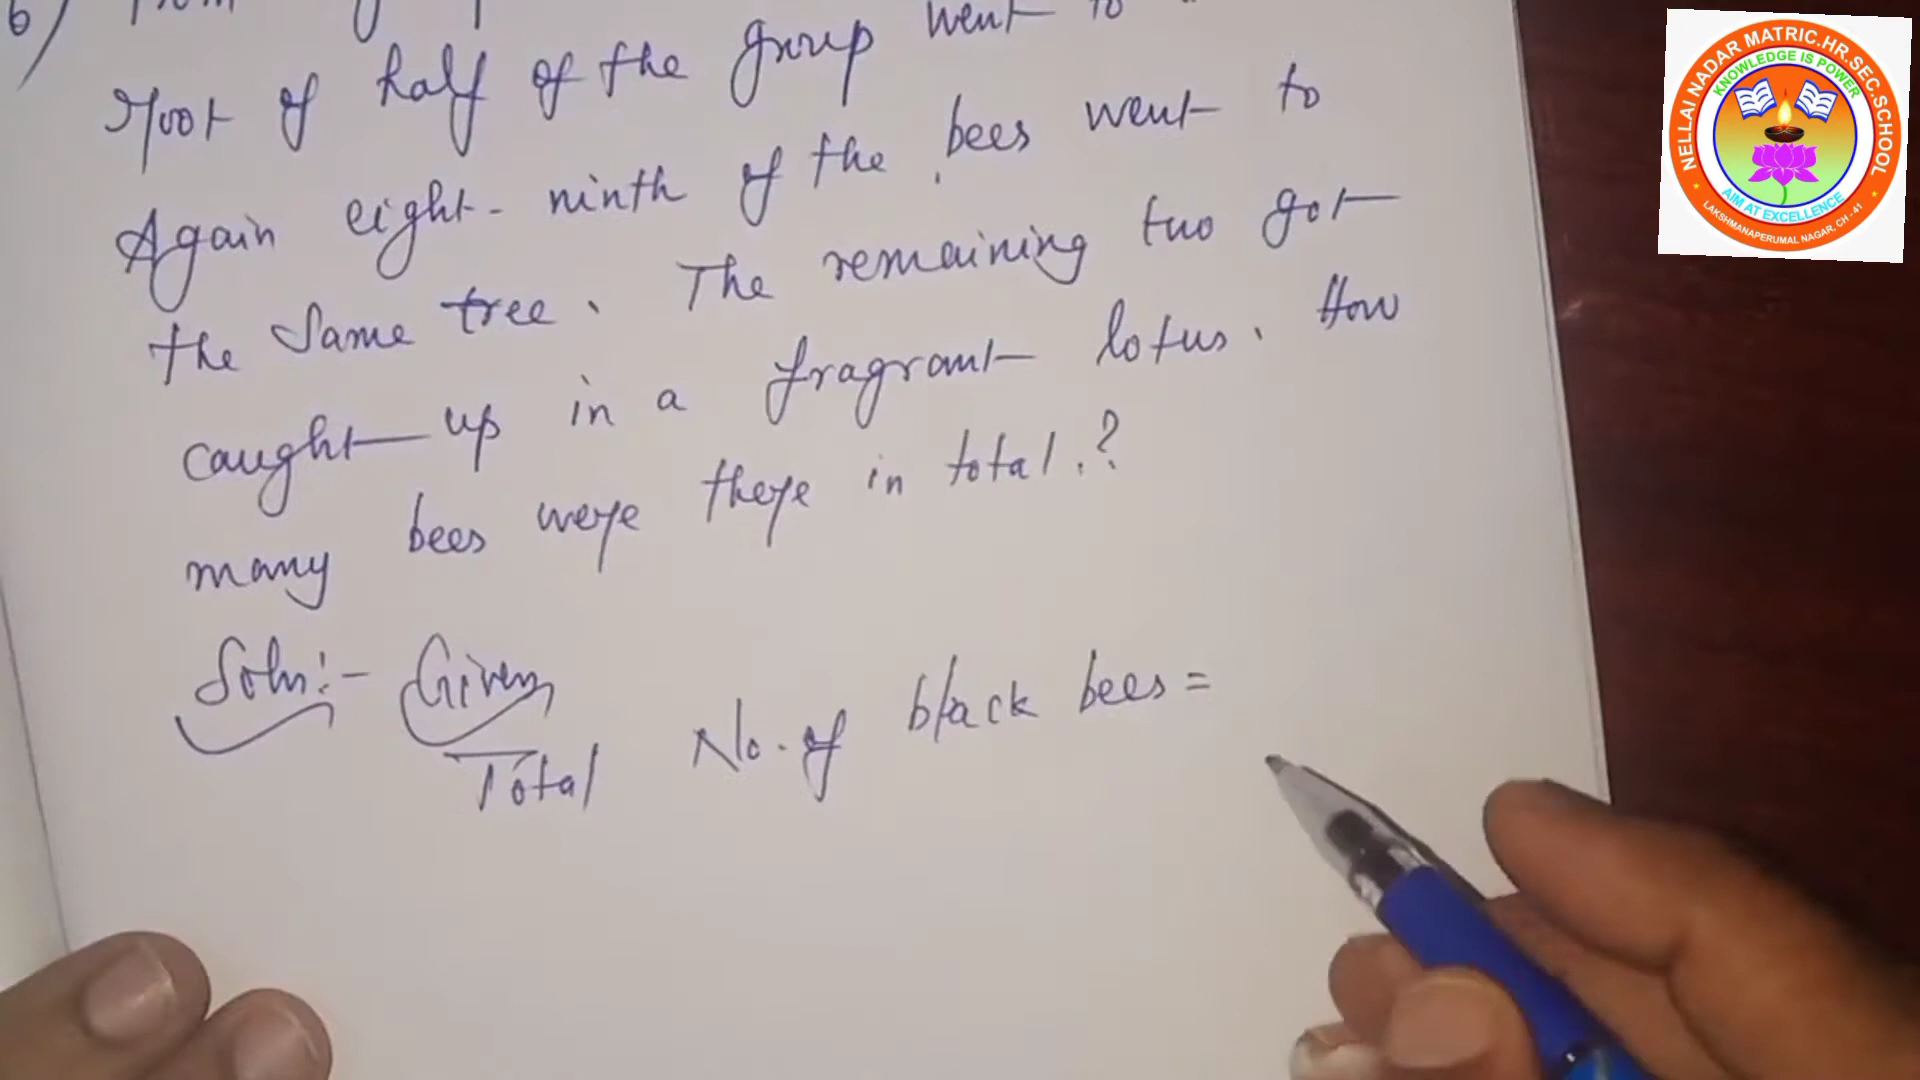 6)
root of half of the group went to
Again eight-ninth of the bees went to
the same tree. The remaining two got
caught up in a fragrant lotus. How
many bees were there in total.?
Soln:- Given
Total No. of black bees =
NELLAI NADAR MATRIC.HR.SEC.SCHOOL
KNOWLEDGE IS POWER
AIM AT EXCELLENCE
LAKSHMANAPERUMAL NAGAR, CH - 41